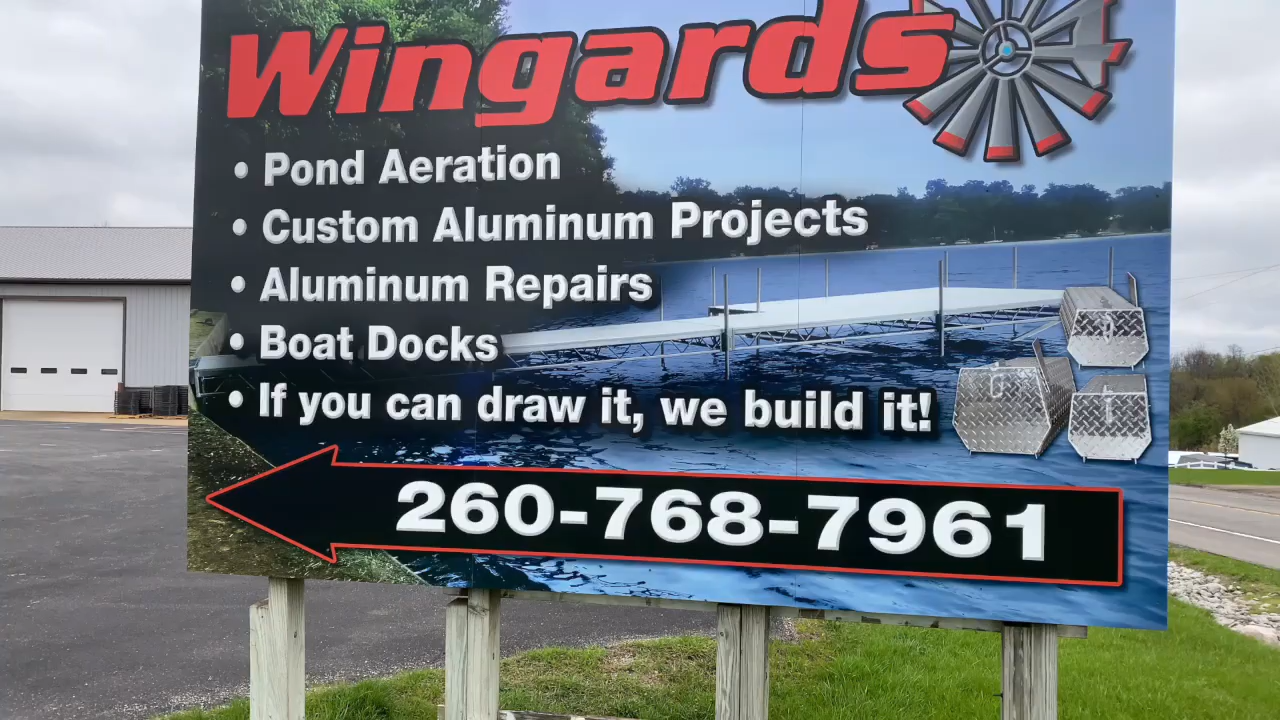 Wingards
• Pond Aeration
• Custom Aluminum Projects
• Aluminum Repairs
• Boat Docks
• If you can draw it, we build it!
260-768-7961